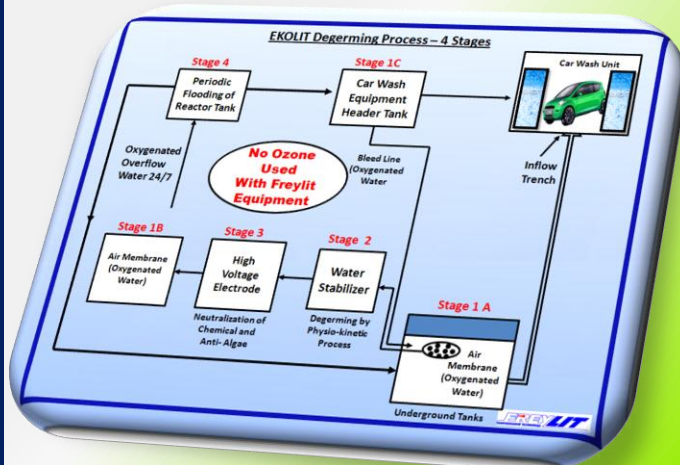 EKOLIT Degerming Process – 4 Stages
Stage 4
Periodic
Flooding of
Reactor Tank
Stage 1C
Car Wash
Equipment
Header Tank
Car Wash Unit
Oxygenated
Overflow
Water 24/7
No Ozone
Used
With Freylit
Equipment
Bleed Line
(Oxygenated
Water
Inflow
Trench
Stage 1B
Air Membrane
(Oxygenated
Water)
Stage 3
High
Voltage
Electrode
Neutralization of
Chemical and
Anti- Algae
Stage 2
Water
Stabilizer
Degerming by
Physio-kinetic
Process
Stage 1 A
Air
Membrane
(Oxygenated
Water)
Underground Tanks
FREYLIT